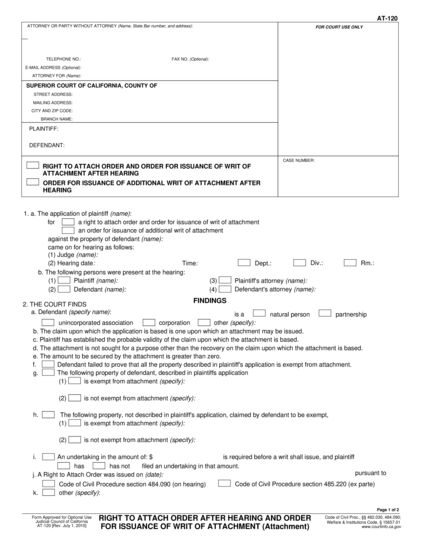 AT-120
ATTORNEY OR PARTY WITHOUT ATTORNEY (Name, State Bar number, and address):
FOR COURT USE ONLY
TELEPHONE NO.: FAX NO. (Optional):
E-MAIL ADDRESS (Optional):
ATTORNEY FOR (Name):
SUPERIOR COURT OF CALIFORNIA, COUNTY OF
STREET ADDRESS:
MAILING ADDRESS:
CITY AND ZIP CODE:
BRANCH NAME:
PLAINTIFF:
DEFENDANT:
CASE NUMBER:
RIGHT TO ATTACH ORDER AND ORDER FOR ISSUANCE OF WRIT OF
ATTACHMENT AFTER HEARING
ORDER FOR ISSUANCE OF ADDITIONAL WRIT OF ATTACHMENT AFTER
HEARING
1. a. The application of plaintiff (name):
for a right to attach order and order for issuance of writ of attachment
an order for issuance of additional writ of attachment
against the property of defendant (name):
came on for hearing as follows:
(1) Judge (name):
(2) Hearing date: Time: Dept.: Div.: Rm.:
b. The following persons were present at the hearing:
(1) Plaintiff (name): (3) Plaintiff's attorney (name):
(2) Defendant (name): (4) Defendant's attorney (name):
FINDINGS
2. THE COURT FINDS
a. Defendant (specify name): is a natural person partnership
unincorporated association corporation other (specify):
b. The claim upon which the application is based is one upon which an attachment may be issued.
c. Plaintiff has established the probable validity of the claim upon which the attachment is based.
d. The attachment is not sought for a purpose other than the recovery on the claim upon which the attachment is based.
e. The amount to be secured by the attachment is greater than zero.
f. Defendant failed to prove that all the property described in plaintiff's application is exempt from attachment.
g. The following property of defendant, described in plaintiff's application
(1) is exempt from attachment (specify):
(2) is not exempt from attachment (specify):
h. The following property, not described in plaintiff's application, claimed by defendant to be exempt,
(1) is exempt from attachment (specify):
(2) is not exempt from attachment (specify):
i. An undertaking in the amount of: $ is required before a writ shall issue, and plaintiff
has has not filed an undertaking in that amount.
j. A Right to Attach Order was issued on (date): pursuant to
Code of Civil Procedure section 484.090 (on hearing) Code of Civil Procedure section 485.220 (ex parte)
k. other (specify):
Page 1 of 2
Form Approved for Optional Use
Judicial Council of California
AT-120 [Rev. July 1, 2010]
RIGHT TO ATTACH ORDER AFTER HEARING AND ORDER
FOR ISSUANCE OF WRIT OF ATTACHMENT (Attachment)
Code of Civil Proc., §§ 482.030, 484.090;
Welfare & Institutions Code, § 15657.01
www.courtinfo.ca.gov